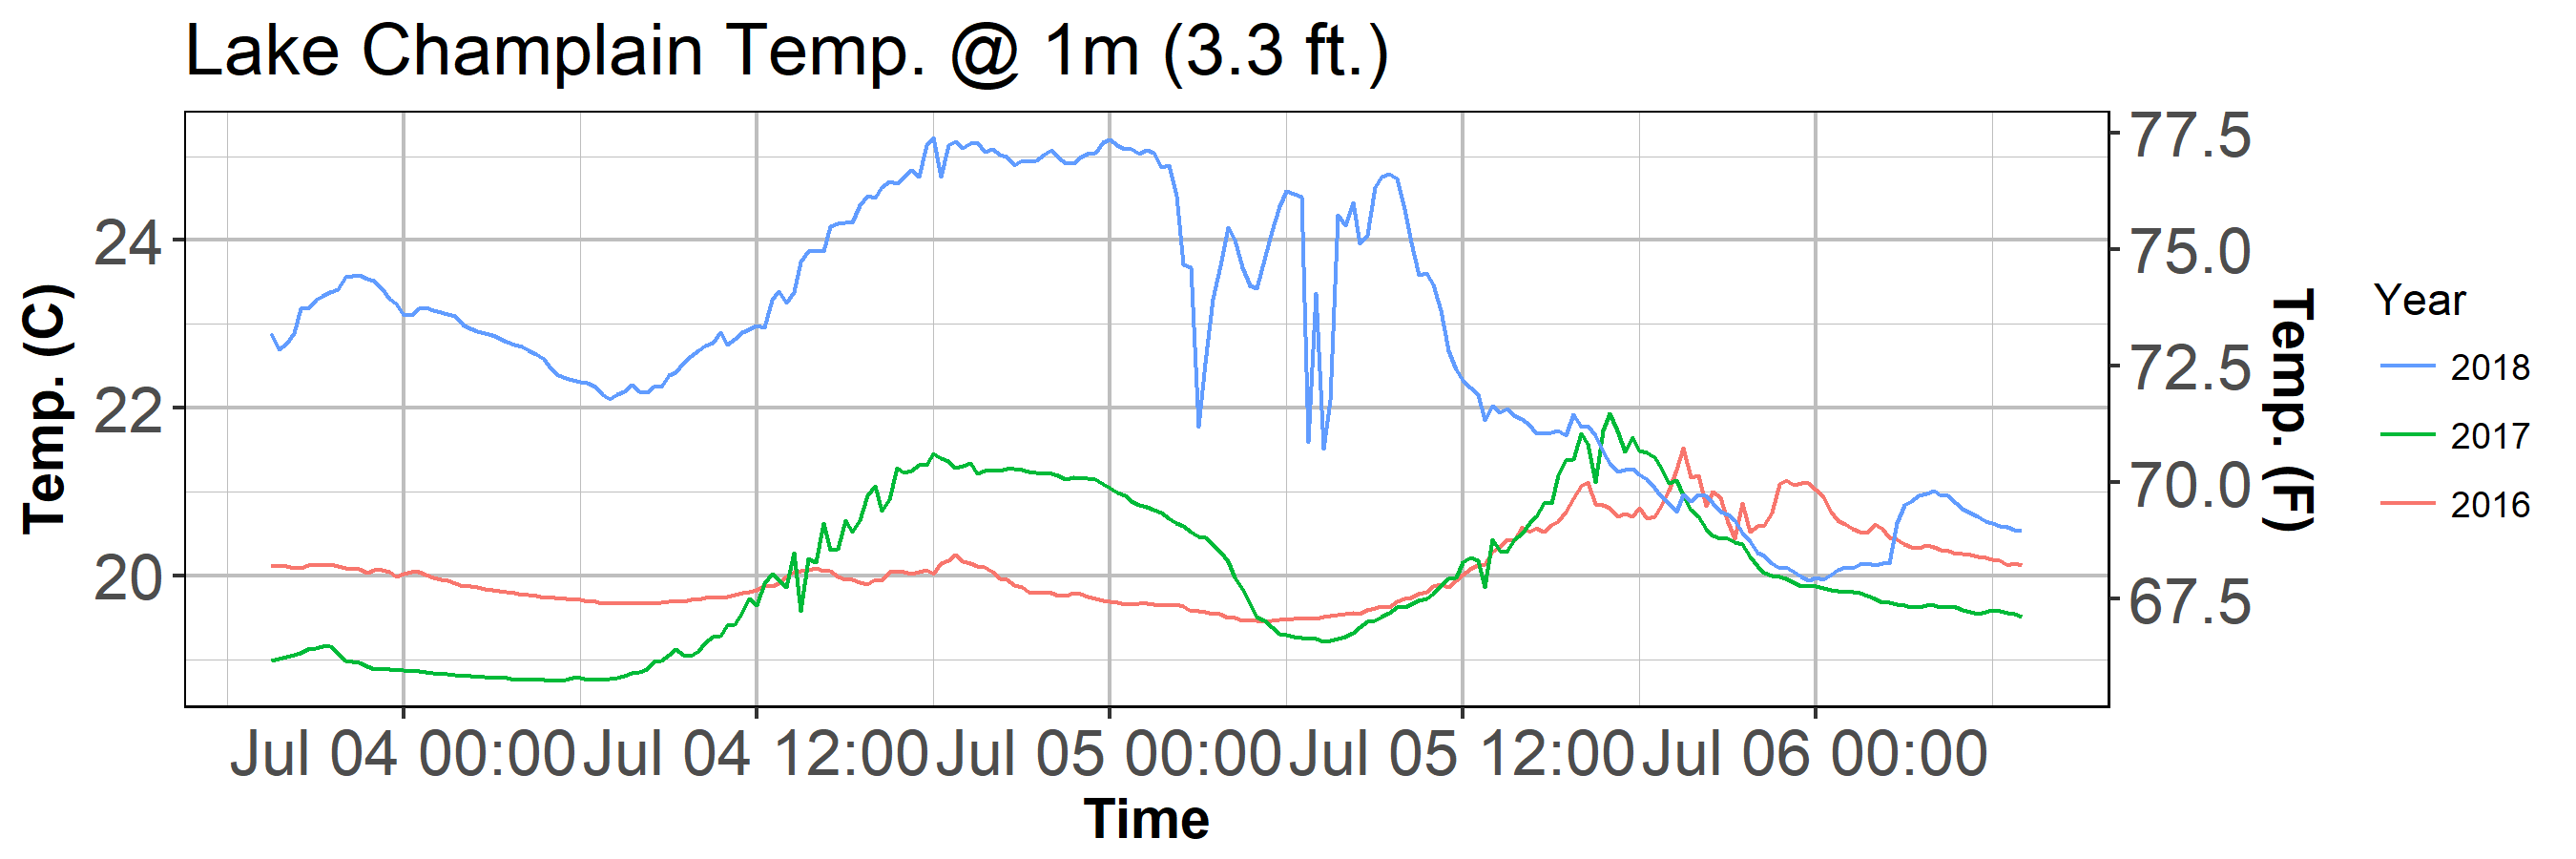 Lake Champlain Temp. @ 1m (3.3 ft.)
Temp. (C)
24
22
20
77.5
75.0
72.5
70.0
67.5
Temp. (F)
Jul 04 00:00 Jul 04 12:00 Jul 05 00:00 Jul 05 12:00 Jul 06 00:00
Time
Year
2018
2017
2016